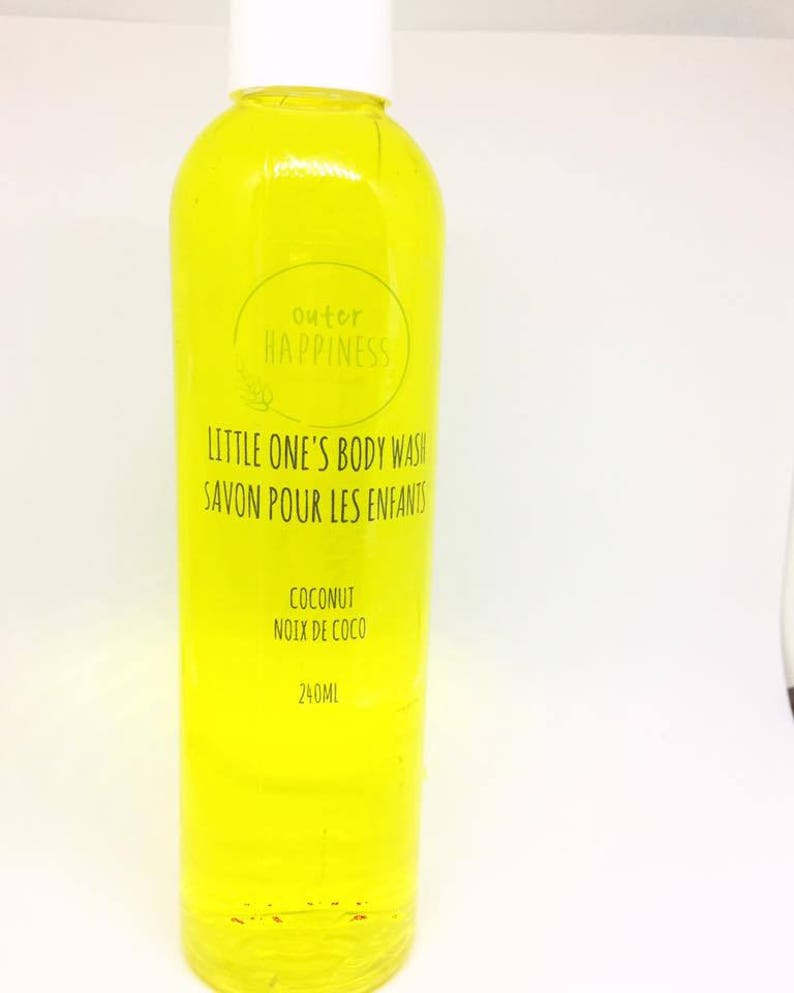 outer
HAPPINESS
LITTLE ONE'S BODY WASH
SAVON POUR LES ENFANTS
COCONUT
NOIX DE COCO
240ML